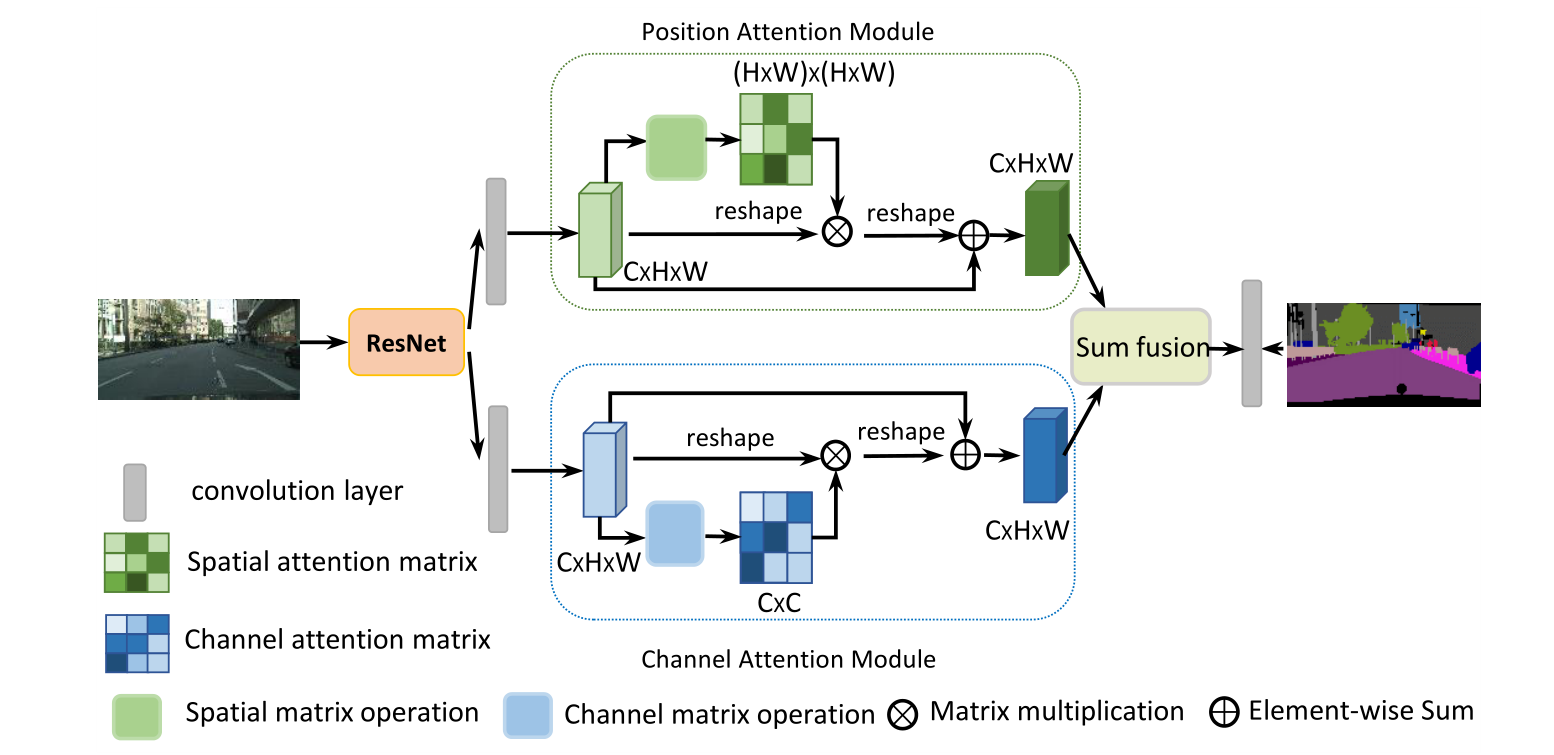 Position Attention Module
(HxW)x(HxW)
CxHxW
reshape
reshape
CxHxW
ResNet
Sum fusion
reshape
reshape
CxHxW
CxHxW
CxC
Channel Attention Module
convolution layer
Spatial attention matrix
Channel attention matrix
Spatial matrix operation
Channel matrix operation
Matrix multiplication
Element-wise Sum